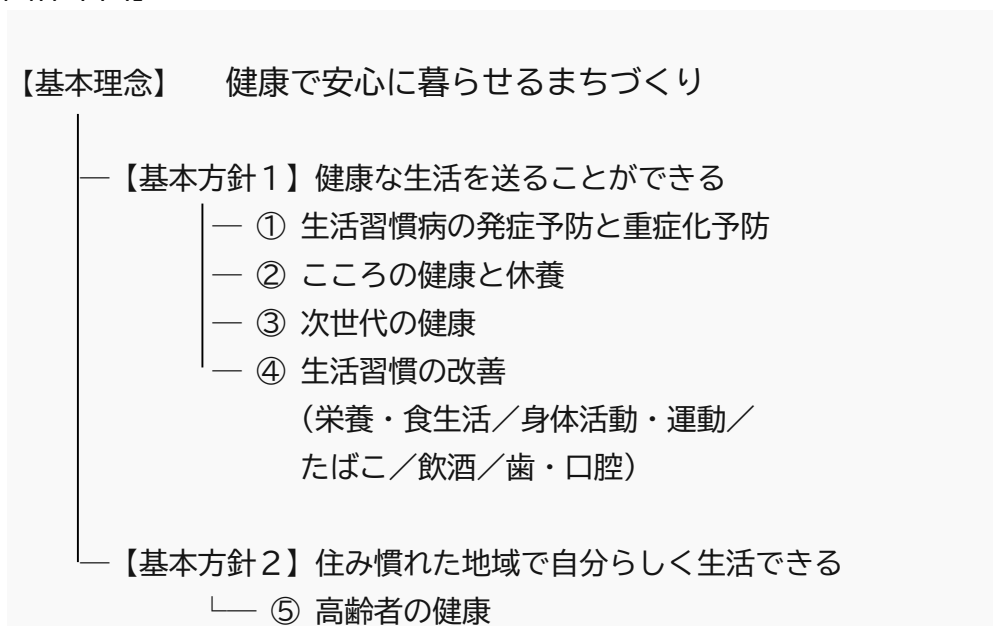 【基本理念】　健康で安心に暮らせるまちづくり
【基本方針１】健康な生活を送ることができる
① 生活習慣病の発症予防と重症化予防
② こころの健康と休養
③ 次世代の健康
④ 生活習慣の改善
（栄養・食生活／身体活動・運動／
たばこ／飲酒／歯・口腔）
【基本方針２】住み慣れた地域で自分らしく生活できる
⑤ 高齢者の健康